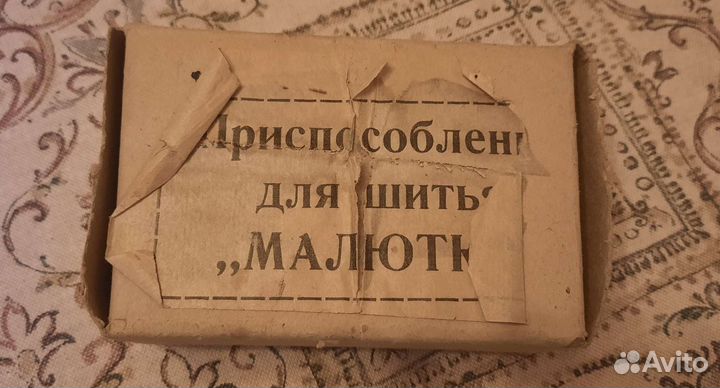 Приспособлени
для шитья
„МАЛЮТК
Avito